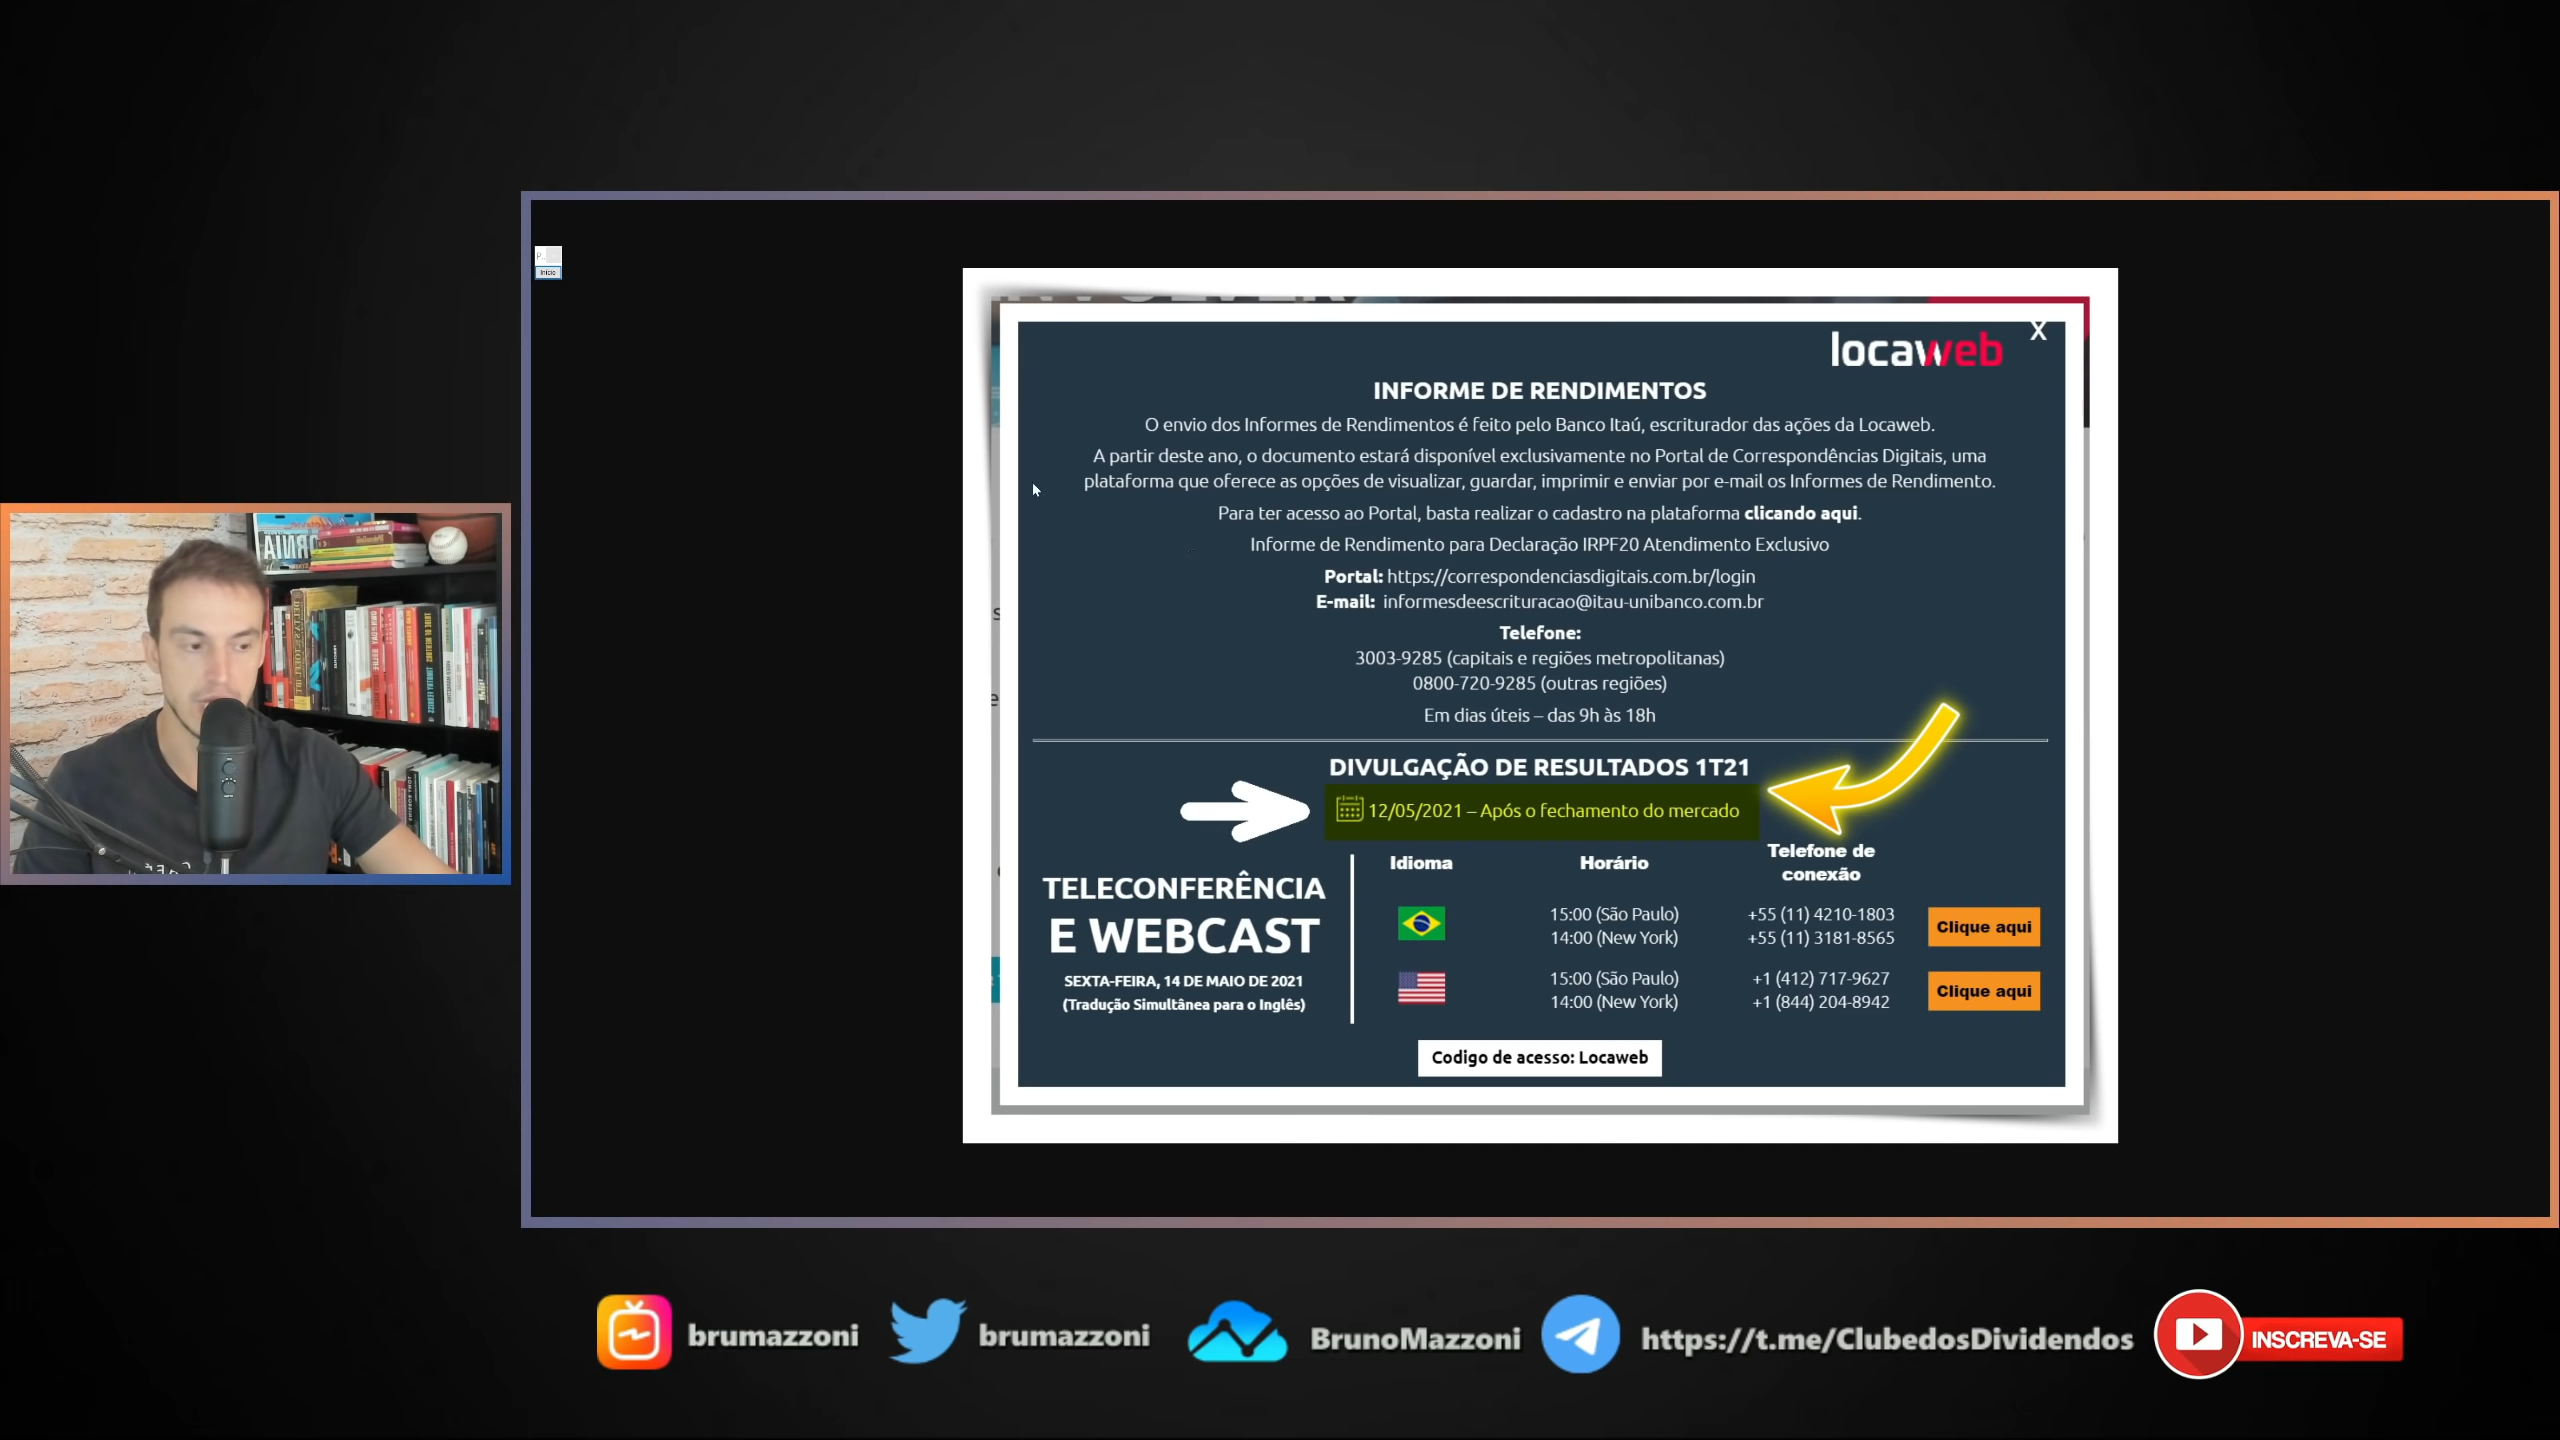 Início
locaweb
X
INFORME DE RENDIMENTOS
O envio dos Informes de Rendimentos é feito pelo Banco Itaú, escriturador das ações da Locaweb.
A partir deste ano, o documento estará disponível exclusivamente no Portal de Correspondências Digitais, uma
plataforma que oferece as opções de visualizar, guardar, imprimir e enviar por e-mail os Informes de Rendimento.
Para ter acesso ao Portal, basta realizar o cadastro na plataforma clicando aqui.
Informe de Rendimento para Declaração IRPF20 Atendimento Exclusivo
Portal: https://correspondenciasdigitais.com.br/login
E-mail: informesdeescrituracao@itau-unibanco.com.br
Telefone:
3003-9285 (capitais e regiões metropolitanas)
0800-720-9285 (outras regiões)
Em dias úteis – das 9h às 18h
DIVULGAÇÃO DE RESULTADOS 1T21
12/05/2021 – Após o fechamento do mercado
TELECONFERÊNCIA
E WEBCAST
SEXTA-FEIRA, 14 DE MAIO DE 2021
(Tradução Simultânea para o Inglês)
Idioma Horário Telefone de
conexão
15:00 (São Paulo) +55 (11) 4210-1803
14:00 (New York) +55 (11) 3181-8565
Clique aqui
15:00 (São Paulo) +1 (412) 717-9627
14:00 (New York) +1 (844) 204-8942
Clique aqui
Codigo de acesso: Locaweb
brumazzoni
brumazzoni
BrunoMazzoni
https://t.me/ClubedosDividendos
INSCREVA-SE